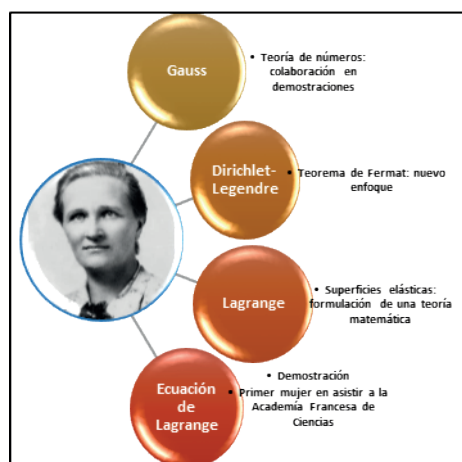 Gauss
• Teoría de números:
colaboración en
demostraciones
Dirichlet-
Legendre
• Teorema de Fermat: nuevo
enfoque
Lagrange
• Superficies elásticas:
formulación de una teoría
matemática
Ecuación
de
Lagrange
• Demostración
• Primer mujer en asistir a la
Academía Francesa de
Ciencias